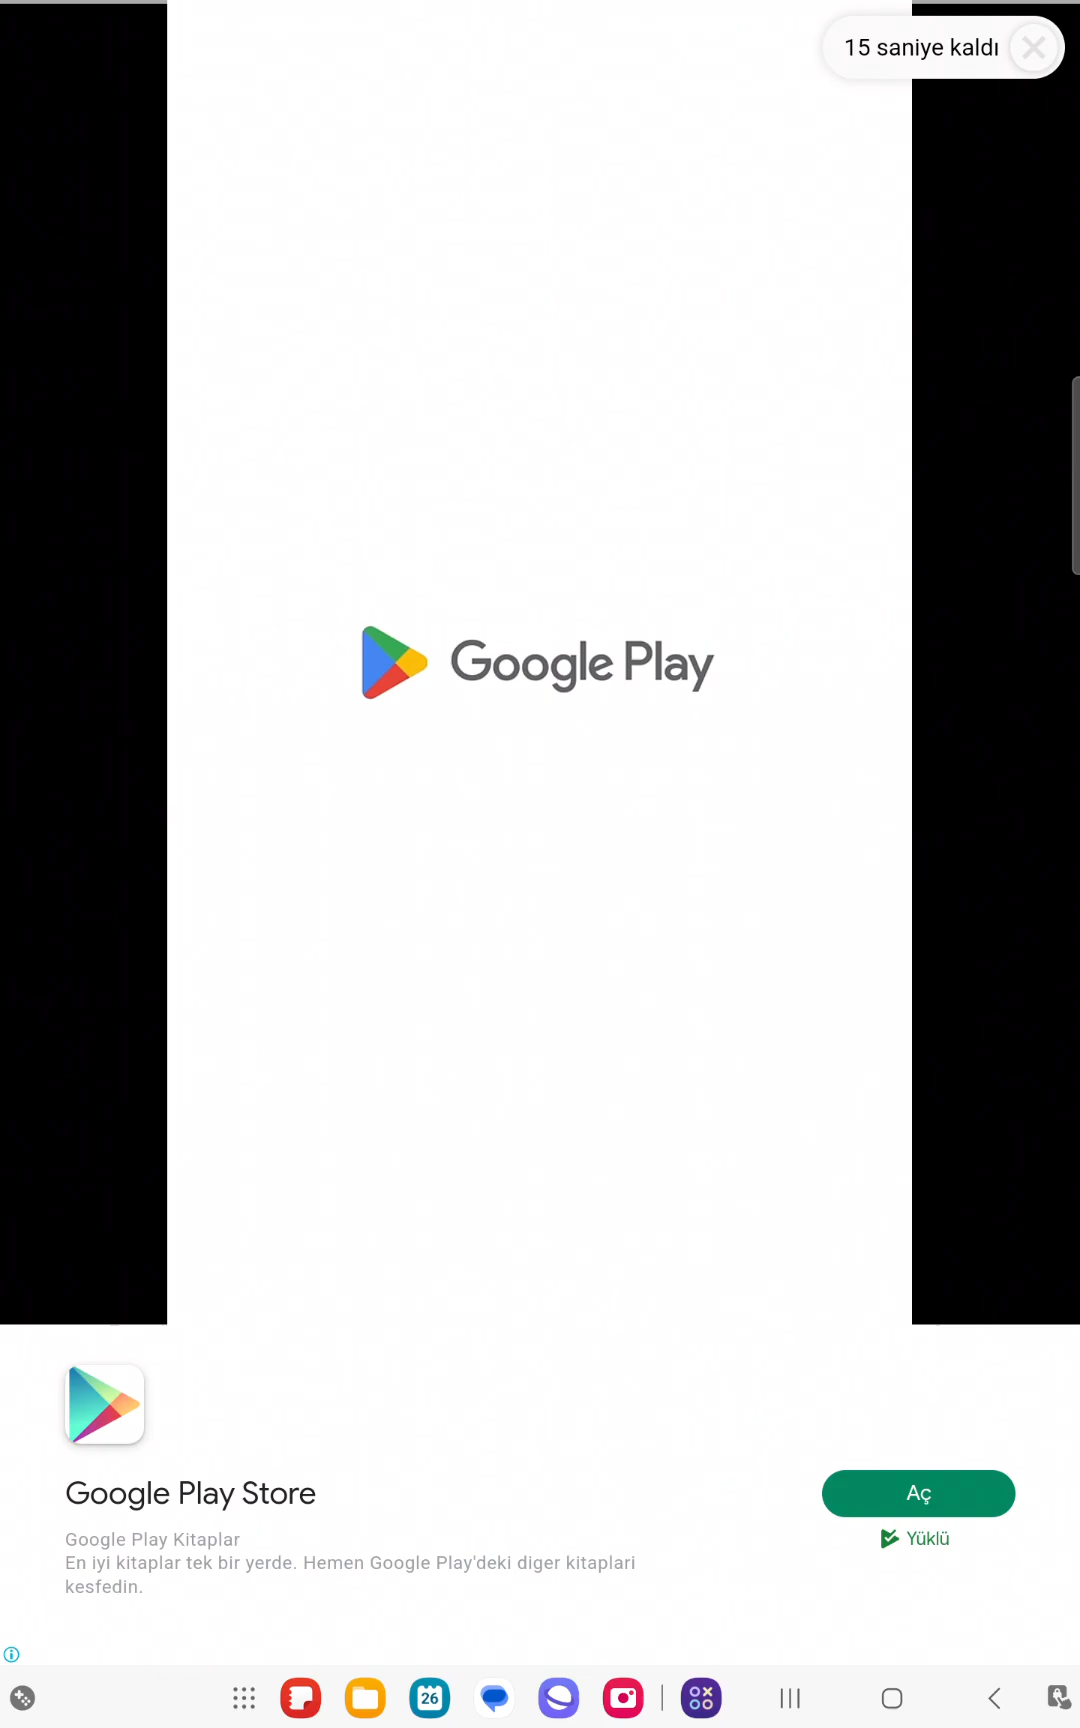 15 saniye kaldı
Google Play
Google Play Store
Aç
Yüklü
Google Play Kitaplar
En iyi kitaplar tek bir yerde. Hemen Google Play'deki diger kitaplari
kesfedin.
26